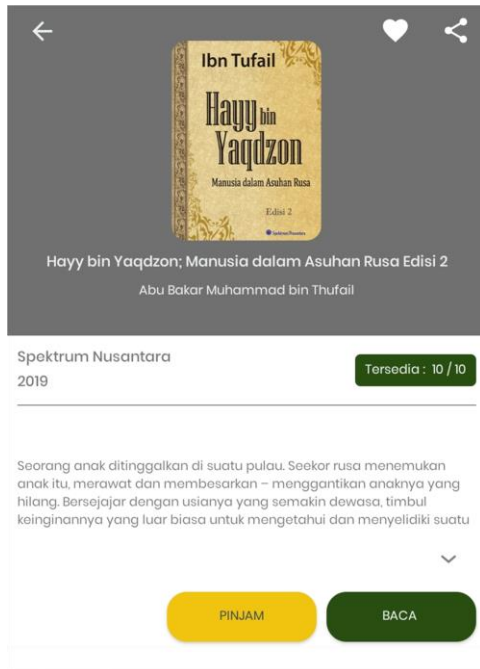 Ibn Tufail
Hayy bin
Yaqdzon
Manusia dalam Asuhan Rusa
Edisi 2
Spektrum Nusantara
Hayy bin Yaqdzon; Manusia dalam Asuhan Rusa Edisi 2
Abu Bakar Muhammad bin Thufail
Spektrum Nusantara
2019
Tersedia : 10 / 10
Seorang anak ditinggalkan di suatu pulau. Seekor rusa menemukan
anak itu, merawat dan membesarkan – menggantikan anaknya yang
hilang. Bersejajar dengan usianya yang semakin dewasa, timbul
keinginannya yang luar biasa untuk mengetahui dan menyelidiki suatu
PINJAM
BACA